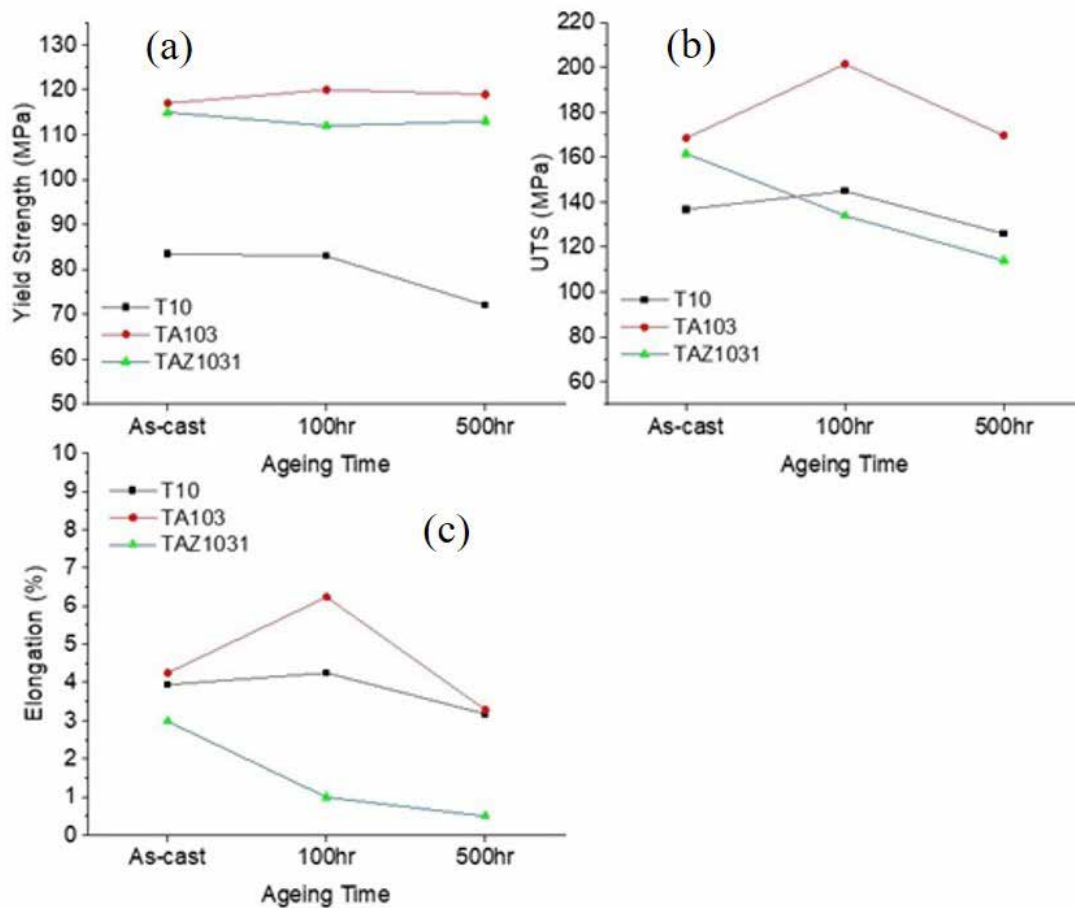 (a)
Yield Strength (MPa)
130
120
110
100
90
80
70
60
50
T10
TA103
TAZ1031
As-cast
100hr
500hr
Ageing Time
(b)
UTS (MPa)
220
200
180
160
140
120
100
80
60
T10
TA103
TAZ1031
As-cast
100hr
500hr
Ageing Time
(c)
Elongation (%)
10
9
8
7
6
5
4
3
2
1
0
T10
TA103
TAZ1031
As-cast
100hr
500hr
Ageing Time